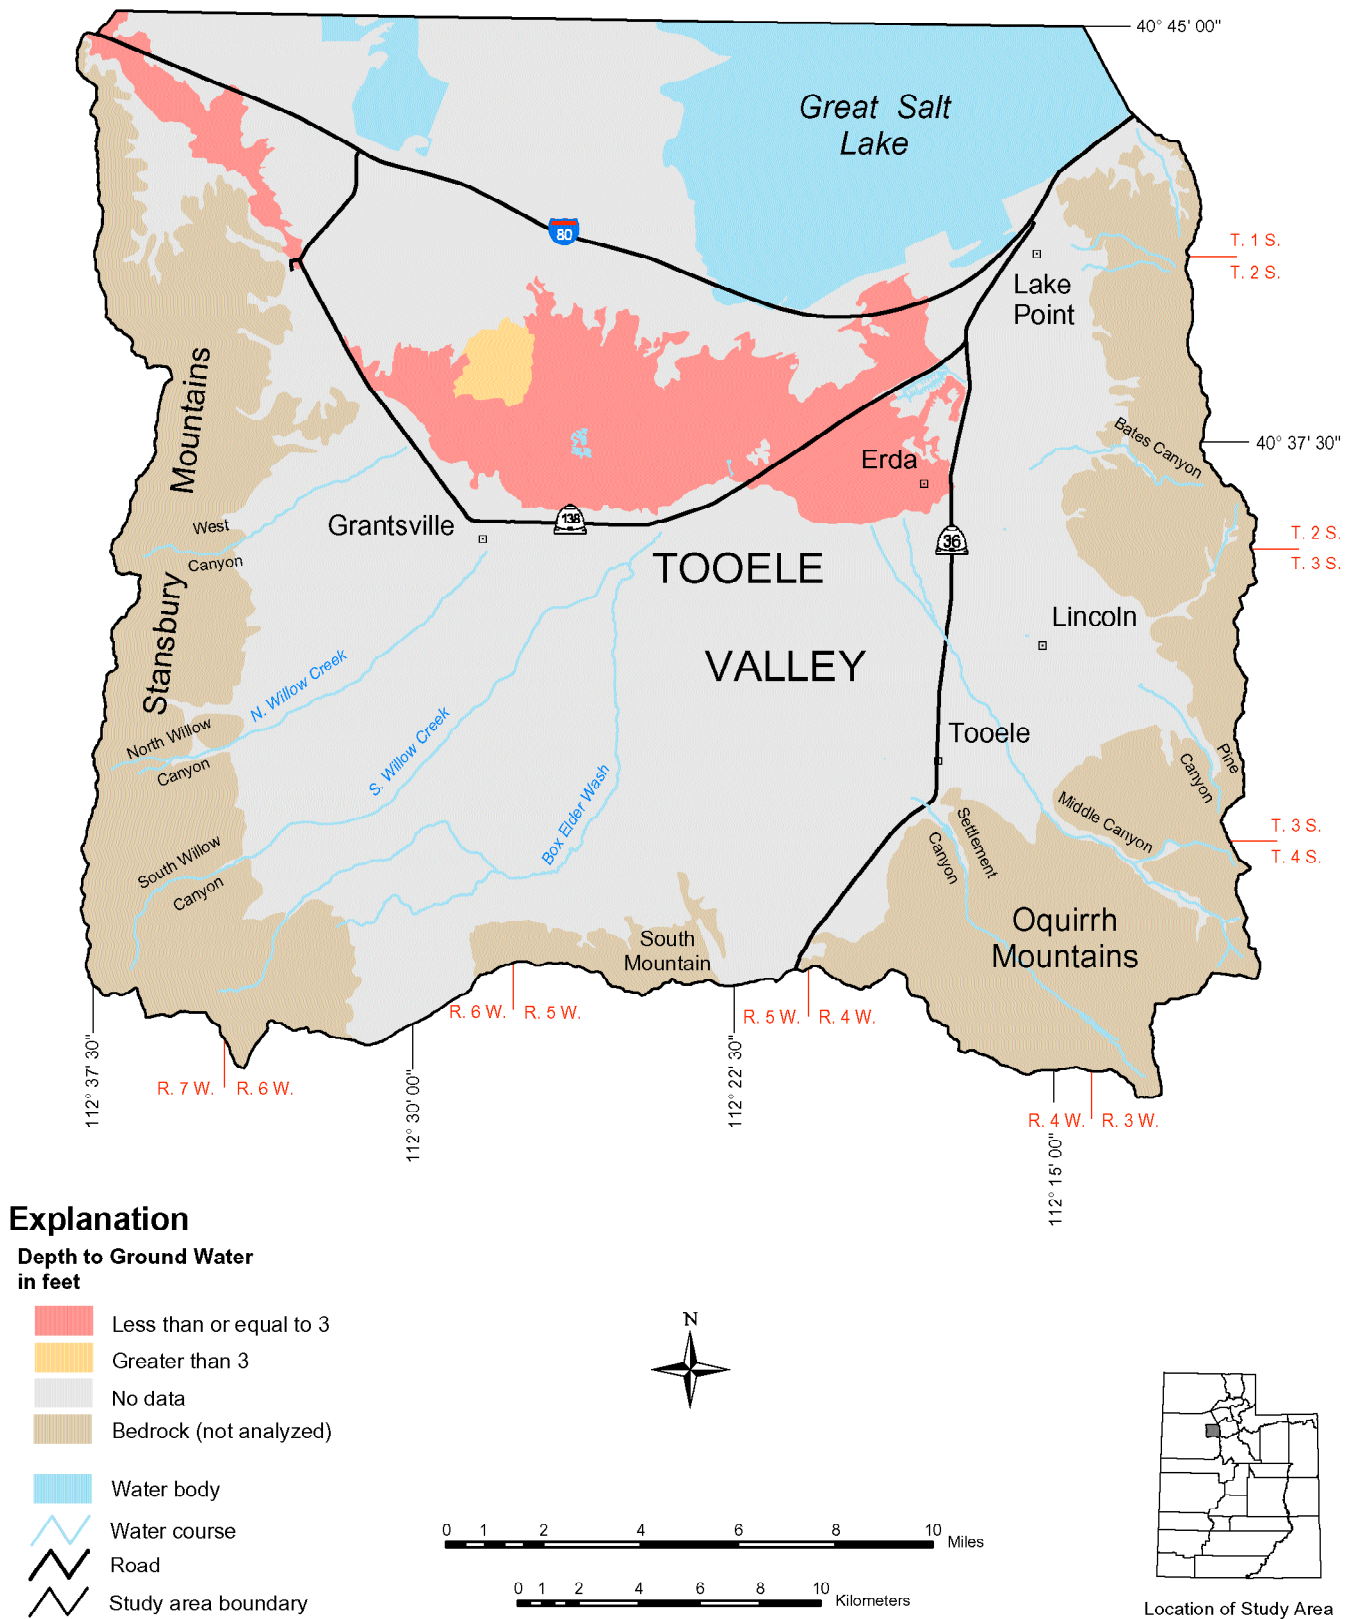 40° 45' 00"
Great Salt
Lake
80
T. 1 S.
T. 2 S.
Lake
Point
Mountains
Bates Canyon
40° 37' 30"
Erda
West
Canyon
Grantsville
138
36
T. 2 S.
T. 3 S.
TOOELE
VALLEY
Stansbury
Lincoln
N. Willow Creek
North Willow
Canyon
S. Willow Creek
Tooele
Pine
Canyon
Box Elder Wash
Middle Canyon
Settlement
Canyon
T. 3 S.
T. 4 S.
South Willow
Canyon
Oquirrh
Mountains
South
Mountain
R. 6 W.
R. 5 W.
R. 5 W.
R. 4 W.
R. 7 W.
R. 6 W.
R. 4 W.
R. 3 W.
112° 37' 30"
112° 30' 00"
112° 22' 30"
112° 15' 00"
Explanation
Depth to Ground Water
in feet
Less than or equal to 3
Greater than 3
No data
Bedrock (not analyzed)
Water body
Water course
Road
Study area boundary
N
0 1 2 4 6 8 10 Miles
0 1 2 4 6 8 10 Kilometers
Location of Study Area